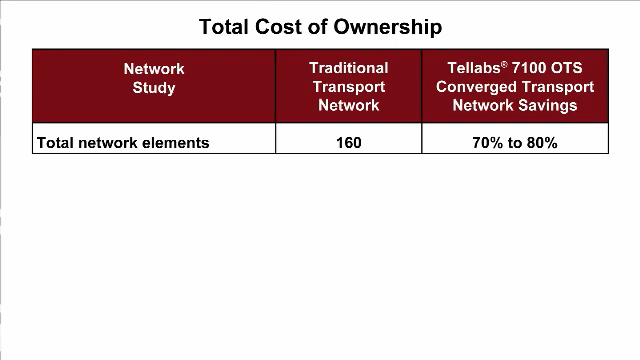 Total Cost of Ownership
Network
Study
Traditional
Transport
Network
Tellabs® 7100 OTS
Converged Transport
Network Savings
Total network elements
160
70% to 80%